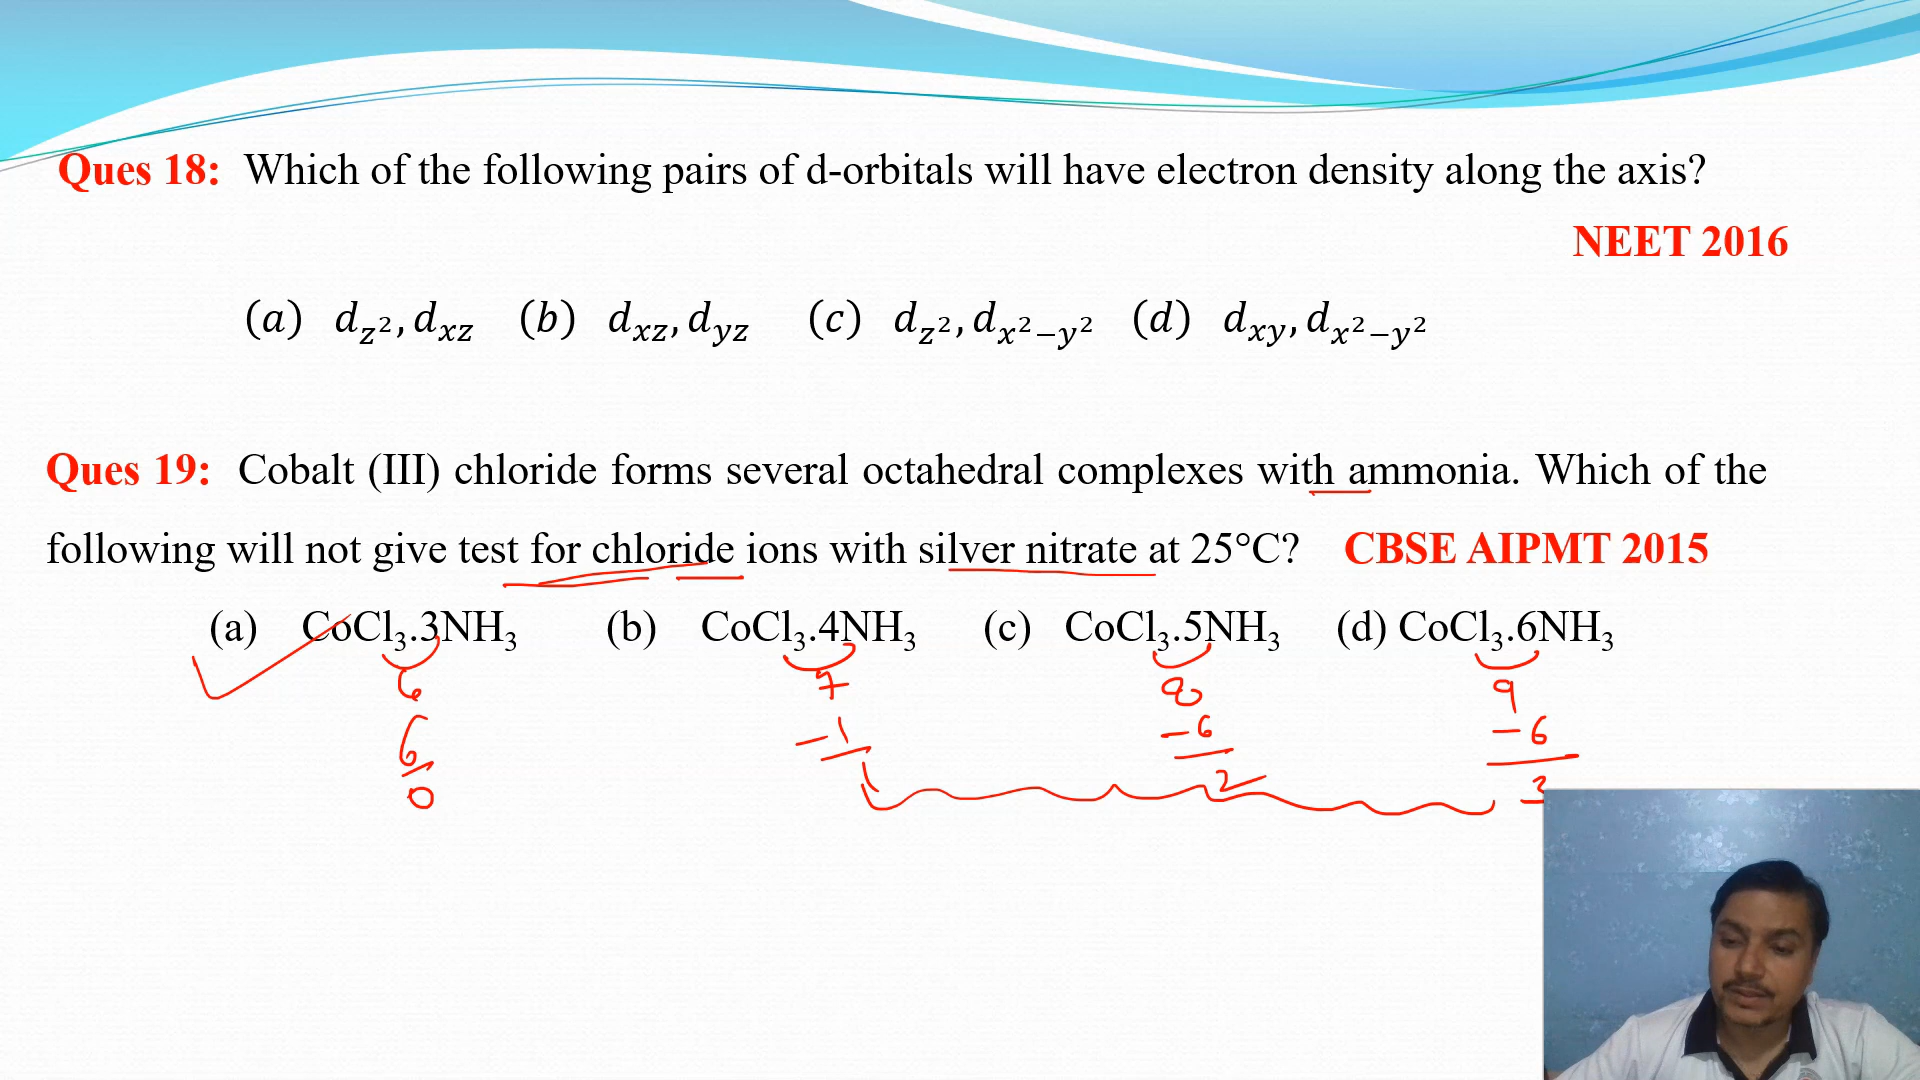 Ques 18: Which of the following pairs of d-orbitals will have electron density along the axis?
NEET 2016
(a) d_{z²}, d_{xz} (b) d_{xz}, d_{yz} (c) d_{z²}, d_{x²−y²} (d) d_{xy}, d_{x²−y²}
Ques 19: Cobalt (III) chloride forms several octahedral complexes with ammonia. Which of the
following will not give test for chloride ions with silver nitrate at 25°C? CBSE AIPMT 2015
(a) CoCl₃.3NH₃ (b) CoCl₃.4NH₃ (c) CoCl₃.5NH₃ (d) CoCl₃.6NH₃
6 7 8 9
6 −1 −6 −6
0 2 3